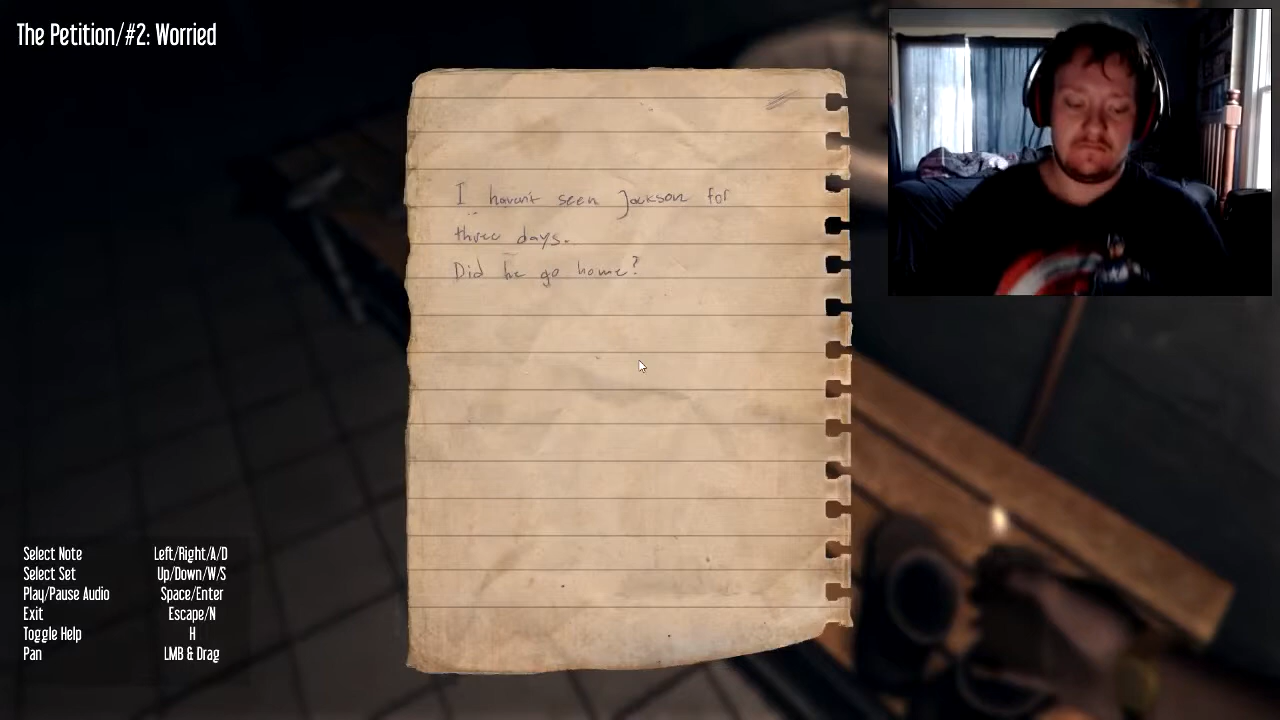 The Petition/#2: Worried
I haven't seen Jackson for
three days.
Did he go home?
Select Note Left/Right/A/D
Select Set Up/Down/W/S
Play/Pause Audio Space/Enter
Exit Escape/N
Toggle Help H
Pan LMB & Drag